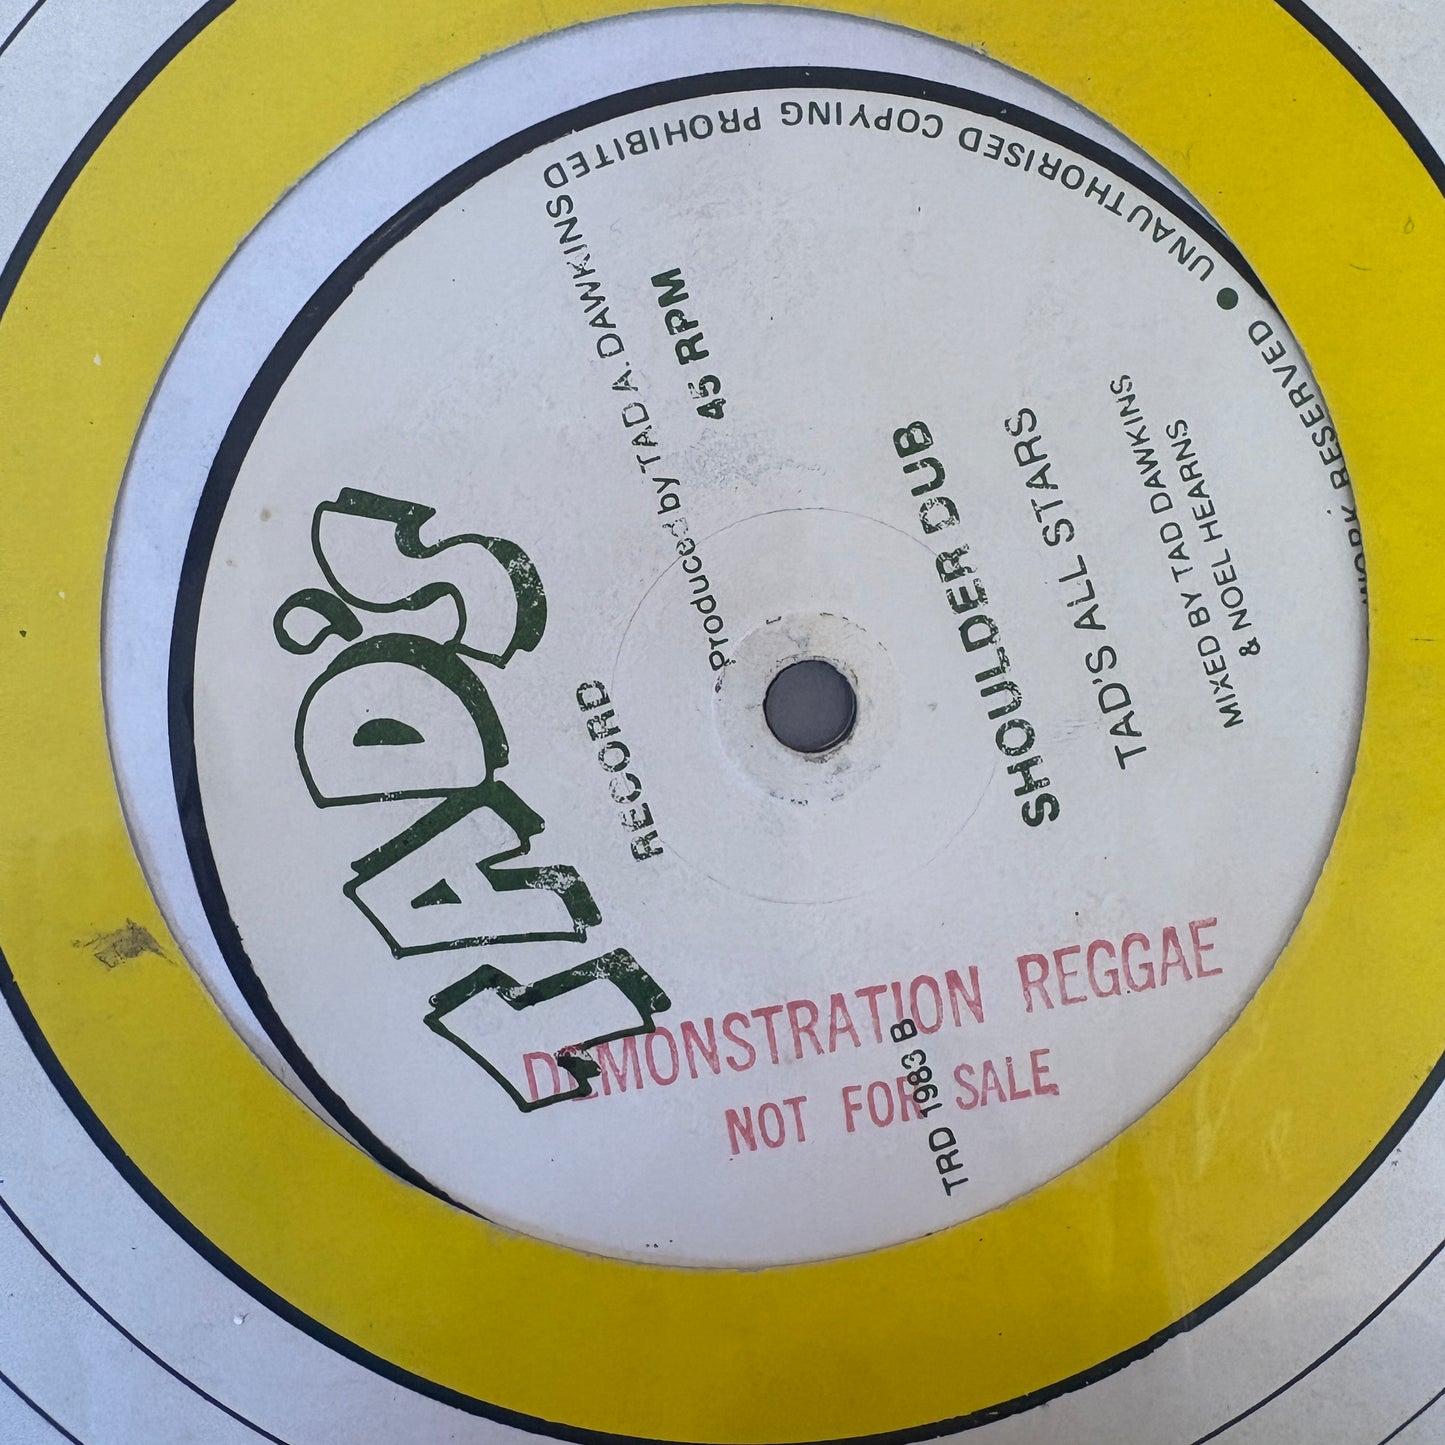 TAD'S
RECORD
Produced by TAD A. DAWKINS
45 RPM
TRD 1983 B
SHOULDER DUB
TAD'S ALL STARS
MIXED BY TAD DAWKINS
& NOEL HEARNS
DEMONSTRATION REGGAE
NOT FOR SALE
WORK RESERVED ● UNAUTHORISED COPYING PROHIBITED